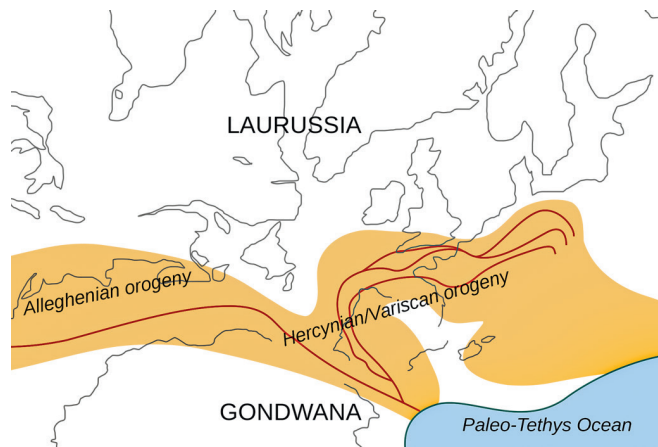 LAURUSSIA
Alleghenian orogeny
Hercynian/Variscan orogeny
GONDWANA
Paleo-Tethys Ocean